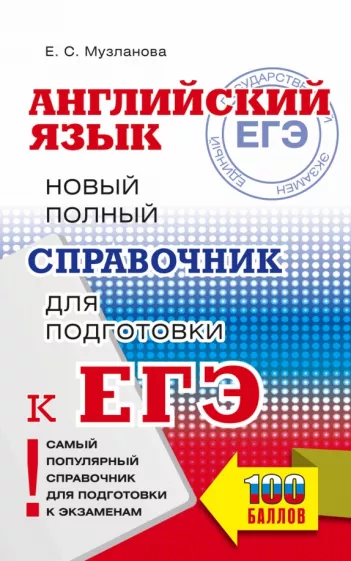 Е. С. Музланова
АНГЛИЙСКИЙ
ЯЗЫК
ГОСУДАРСТВЕННЫЙ
ЕГЭ
ЕДИНЫЙ ЭКЗАМЕН
НОВЫЙ
ПОЛНЫЙ
СПРАВОЧНИК
ДЛЯ
ПОДГОТОВКИ
К ЕГЭ
!
САМЫЙ
ПОПУЛЯРНЫЙ
СПРАВОЧНИК
ДЛЯ ПОДГОТОВКИ
К ЭКЗАМЕНАМ
100
БАЛЛОВ